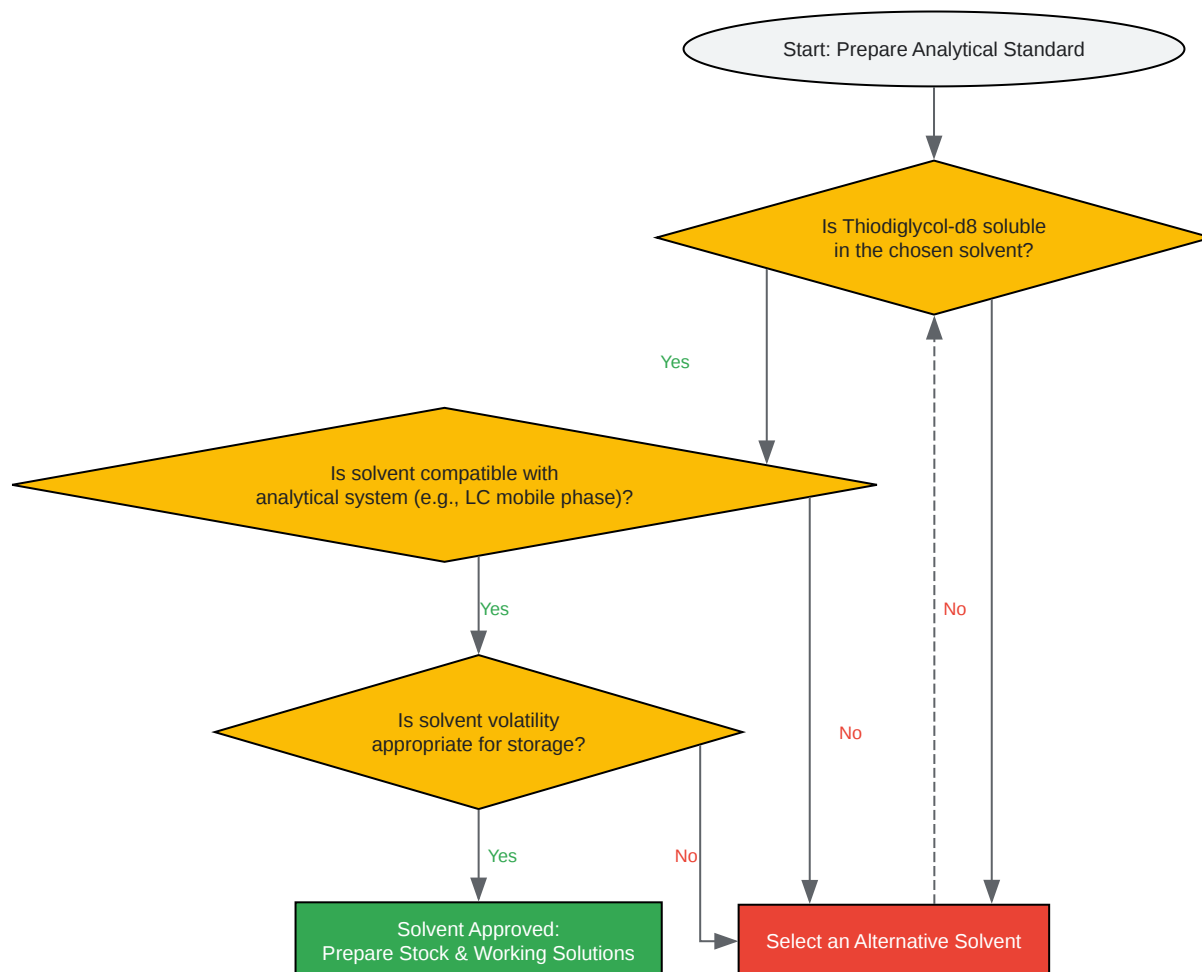 Start: Prepare Analytical Standard
Is Thiodiglycol-d8 soluble
in the chosen solvent?
Yes
Is solvent compatible with
analytical system (e.g., LC mobile phase)?
Yes
No
Is solvent volatility
appropriate for storage?
No
Yes
No
Solvent Approved:
Prepare Stock & Working Solutions
Select an Alternative Solvent